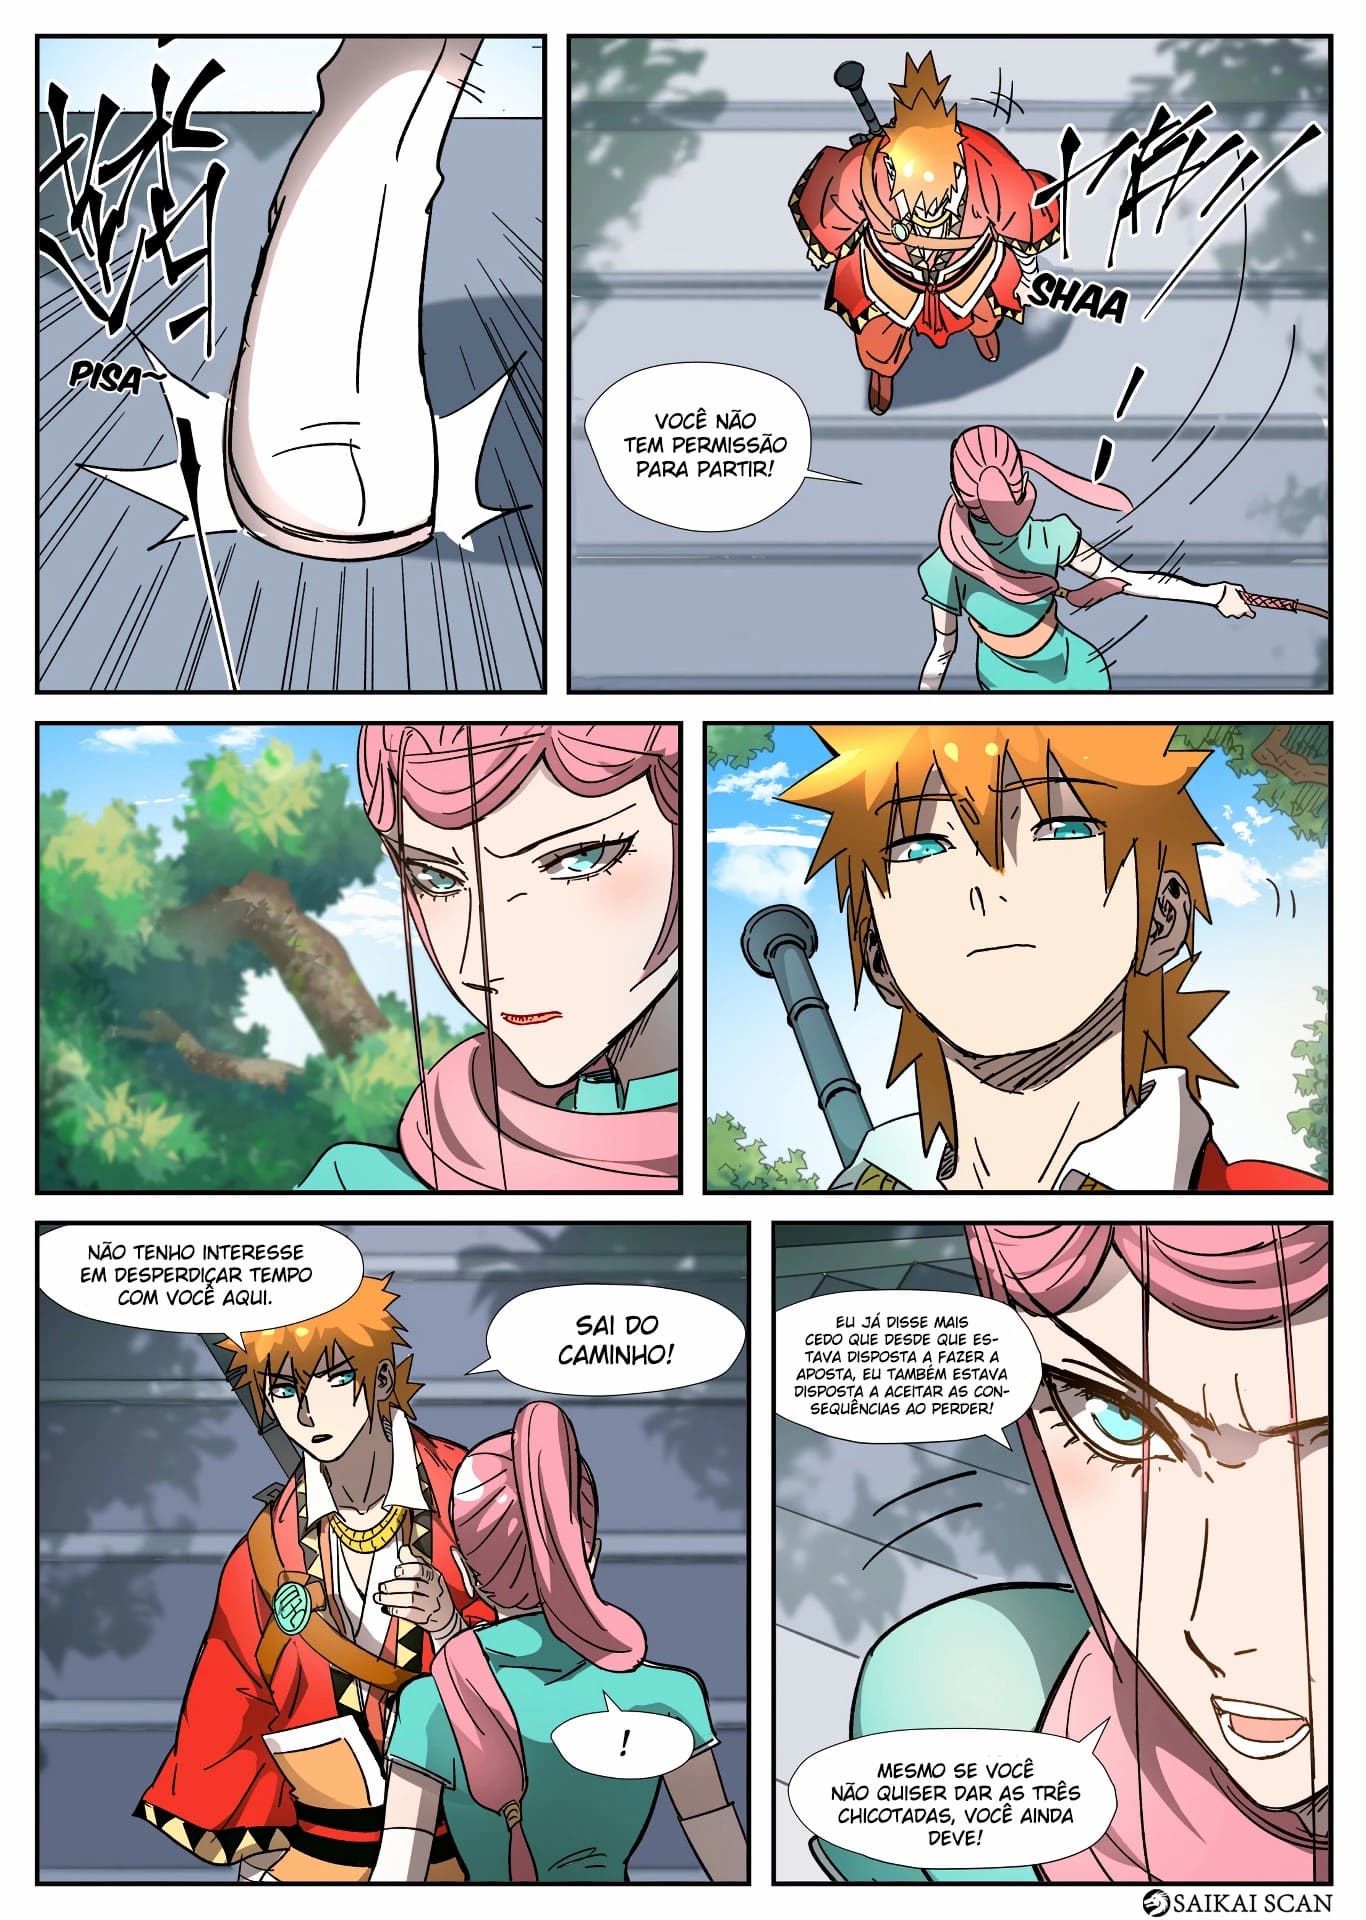 PISA~
SHAA
VOCÊ NÃO
TEM PERMISSÃO
PARA PARTIR!
NÃO TENHO INTERESSE
EM DESPERDIÇAR TEMPO
COM VOCÊ AQUI.
SAI DO
CAMINHO!
!
EU JÁ DISSE MAIS
CEDO QUE DESDE QUE ES-
TAVA DISPOSTA A FAZER A
APOSTA, EU TAMBÉM ESTAVA
DISPOSTA A ACEITAR AS CON-
SEQUÊNCIAS AO PERDER!
MESMO SE VOCÊ
NÃO QUISER DAR AS TRÊS
CHICOTADAS, VOCÊ AINDA
DEVE!
SAIKAI SCAN